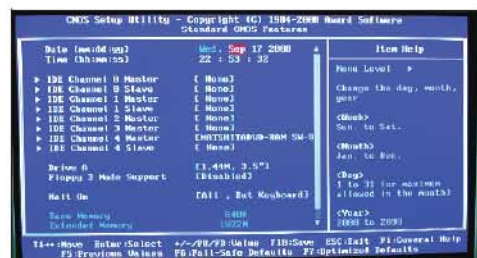 CMOS Setup Utility - Copyright (C) 1984-2008 Award Software
Standard CMOS Features
Date (mm:dd:yy) Wed, Sep 17 2008
Time (hh:mm:ss) 22 : 53 : 32
IDE Channel 0 Master [ None]
IDE Channel 0 Slave [ None]
IDE Channel 1 Master [ None]
IDE Channel 1 Slave [ None]
IDE Channel 2 Master [ None]
IDE Channel 3 Master [ None]
IDE Channel 4 Master [MATSHITADVD-RAM SW-9
IDE Channel 4 Slave [ None]
Drive A [1.44M, 3.5"]
Floppy 3 Mode Support [Disabled]
Halt On [All , But Keyboard]
Base Memory 640K
Extended Memory
Item Help
Menu Level ▶
Change the day, month,
year
<Week>
Sun. to Sat.
<Month>
Jan. to Dec.
<Day>
1 to 31 (or maximum
allowed in the month)
<Year>
↑↓→←:Move Enter:Select +/-/PU/PD:Value F10:Save ESC:Exit F1:General Help
F5:Previous Values F6:Fail-Safe Defaults F7:Optimized Defaults